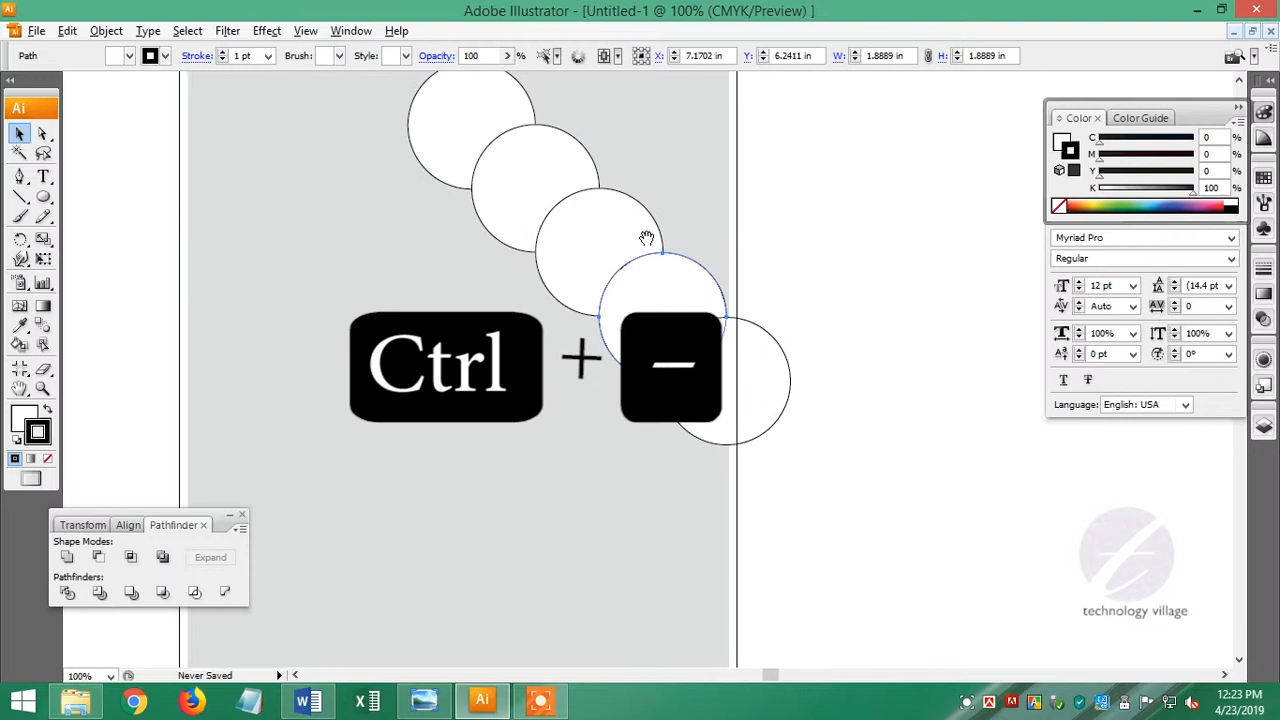 Adobe Illustrator - [Untitled-1 @ 100% (CMYK/Preview) ]
File Edit Object Type Select Filter Effect View Window Help
Path Stroke: 1 pt Brush: Style: Opacity: 100 % X: 7.1702 in Y: 6.2411 in W: 1.8889 in H: 1.8889 in
Ai
Color Color Guide
C 0 %
M 0 %
Y 0 %
K 100 %
Myriad Pro
Regular
12 pt (14.4 pt
Auto 0
100% 100%
0 pt 0°
Language: English: USA
Ctrl + –
Transform Align Pathfinder
Shape Modes:
Expand
Pathfinders:
technology village
100% Never Saved
12:23 PM
4/23/2019